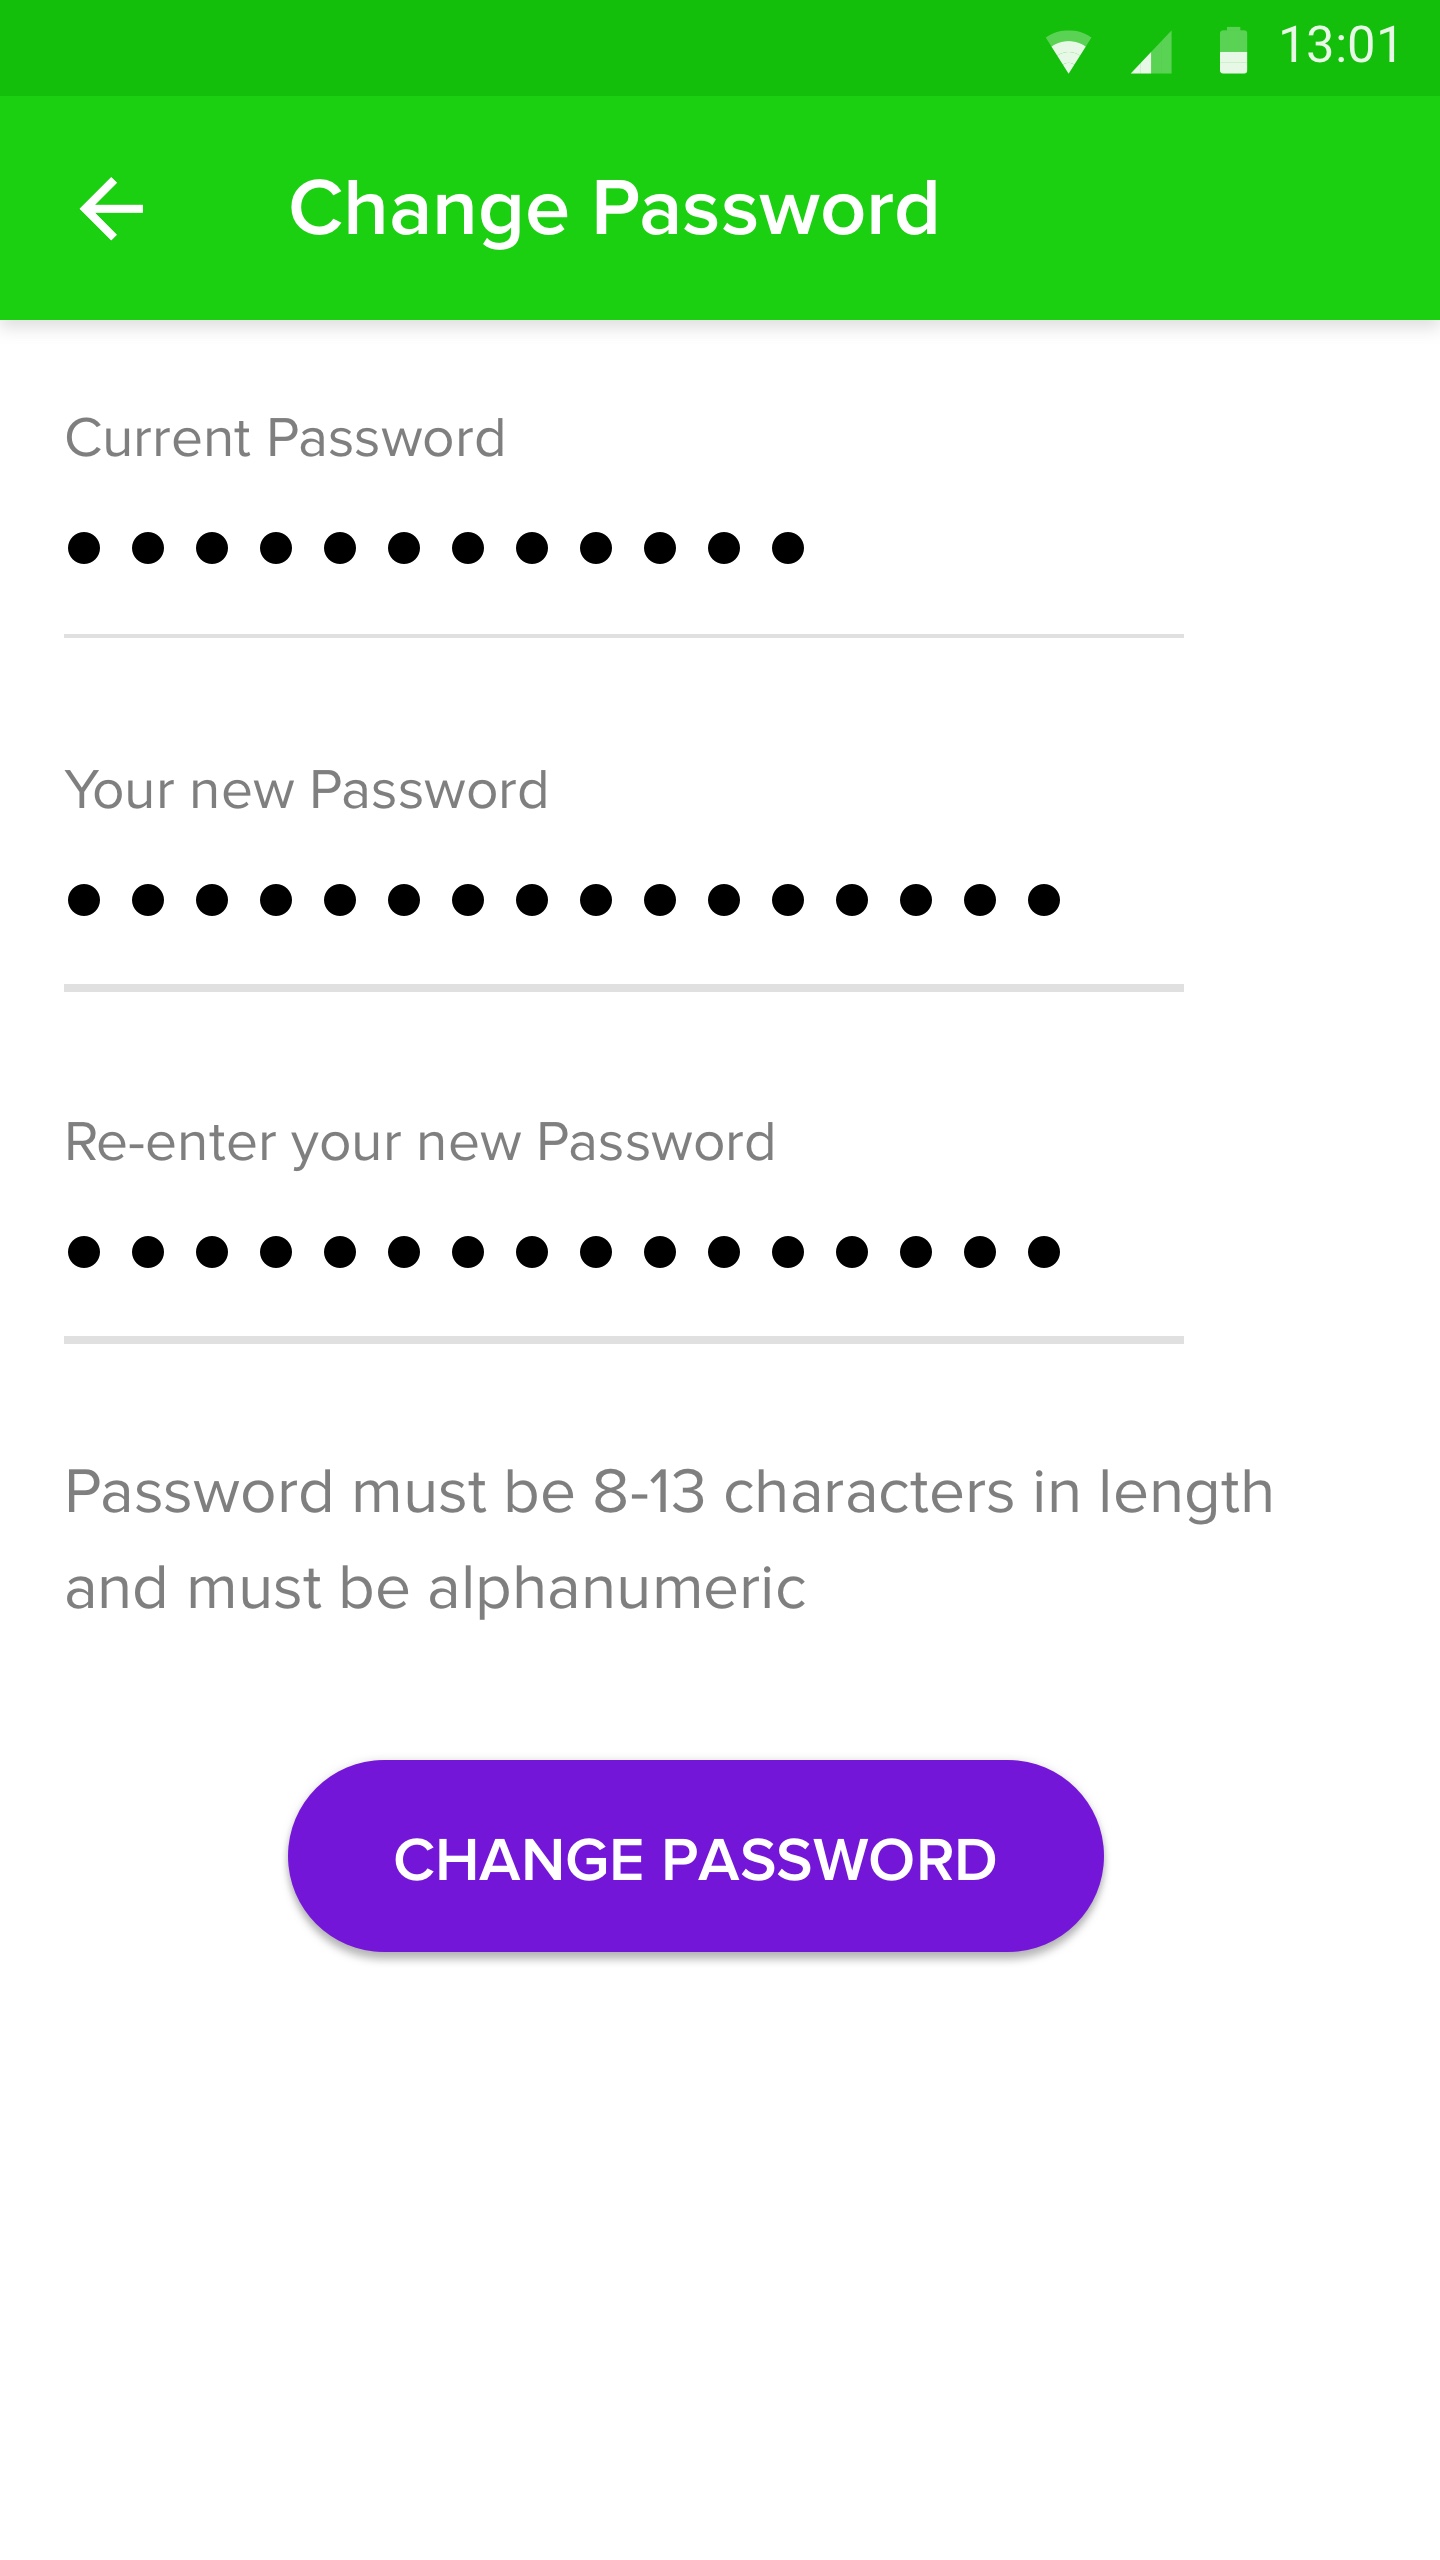 13:01
Change Password
Current Password
●●●●●●●●●●●●
Your new Password
●●●●●●●●●●●●●●●●
Re-enter your new Password
●●●●●●●●●●●●●●●●
Password must be 8-13 characters in length
and must be alphanumeric
CHANGE PASSWORD